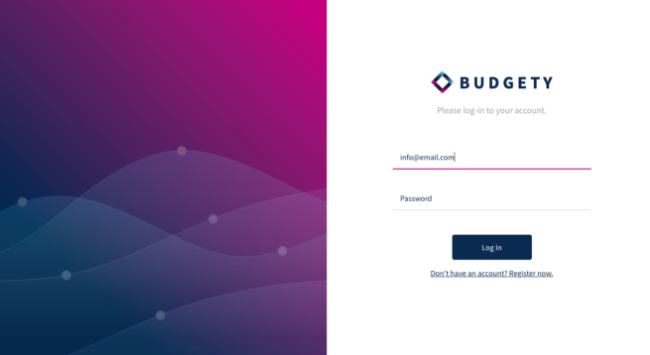 BUDGETY
Please log-in to your account.
info@email.com
Password
Log In
Don't have an account? Register now.